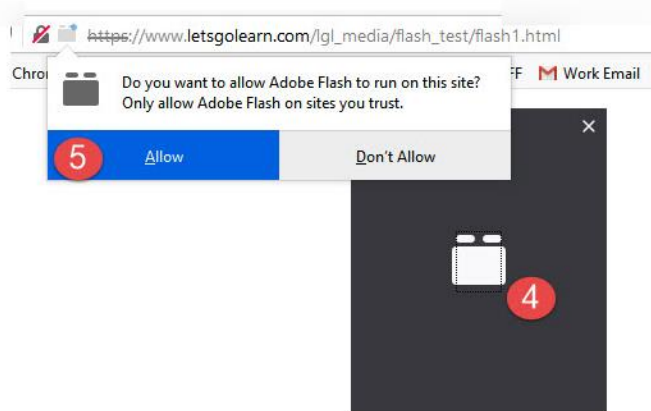 https://www.letsgolearn.com/lgl_media/flash_test/flash1.html
Chro
FF
Work Email
Do you want to allow Adobe Flash to run on this site?
Only allow Adobe Flash on sites you trust.
5
Allow
Don't Allow
4